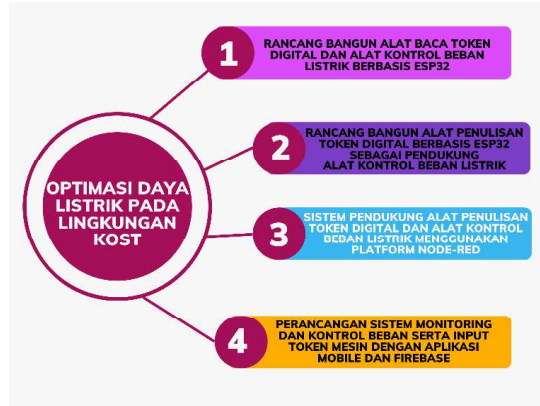 1
RANCANG BANGUN ALAT BACA TOKEN
DIGITAL DAN ALAT KONTROL BEBAN
LISTRIK BERBASIS ESP32
OPTIMASI DAYA
LISTRIK PADA
LINGKUNGAN
KOST
2
RANCANG BANGUN ALAT PENULISAN
TOKEN DIGITAL BERBASIS ESP32
SEBAGAI PENDUKUNG
ALAT KONTROL BEBAN LISTRIK
3
SISTEM PENDUKUNG ALAT PENULISAN
TOKEN DIGITAL DAN ALAT KONTROL
BEBAN LISTRIK MENGGUNAKAN
PLATFORM NODE-RED
4
PERANCANGAN SISTEM MONITORING
DAN KONTROL BEBAN SERTA INPUT
TOKEN MESIN DENGAN APLIKASI
MOBILE DAN FIREBASE